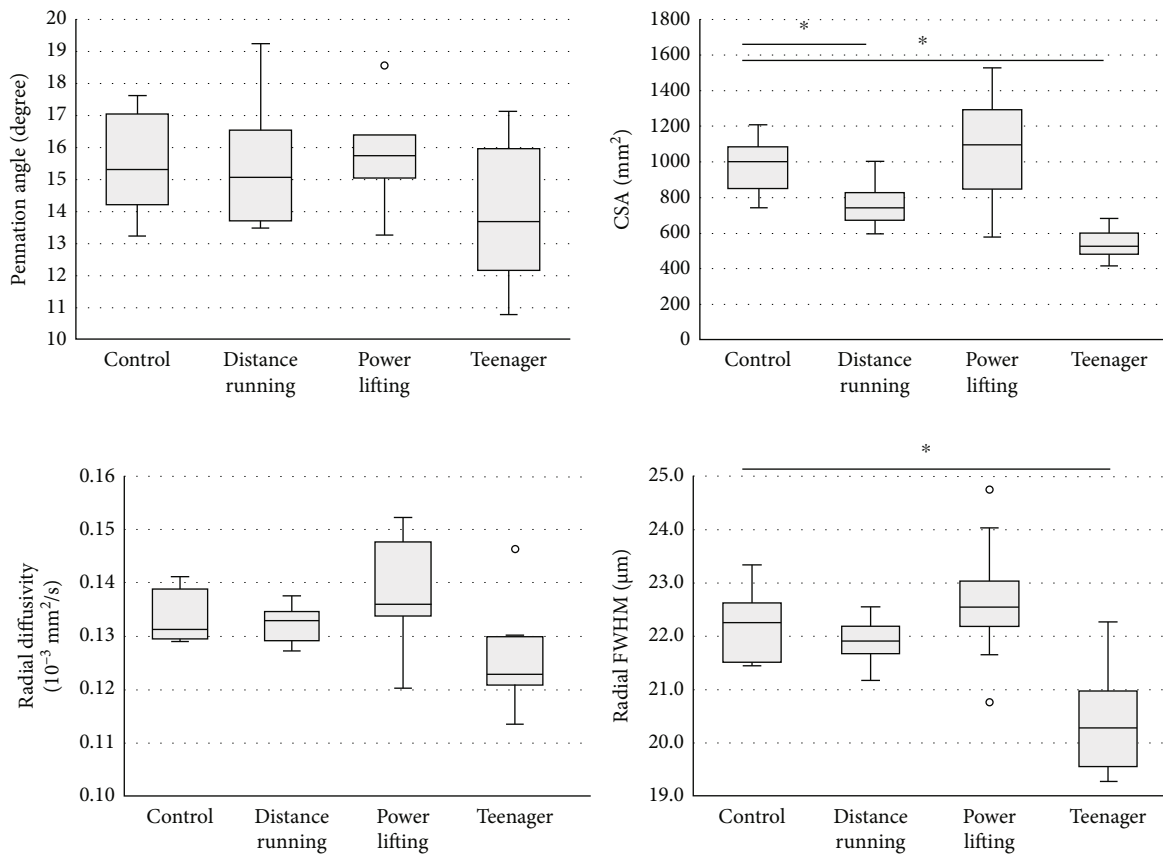 Pennation angle (degree)
20
19
18
17
16
15
14
13
12
11
10
Control
Distance
running
Power
lifting
Teenager
CSA (mm²)
1800
1600
1400
1200
1000
800
600
400
200
0
*
*
Control
Distance
running
Power
lifting
Teenager
Radial diffusivity
(10⁻³ mm²/s)
0.16
0.15
0.14
0.13
0.12
0.11
0.10
Control
Distance
running
Power
lifting
Teenager
Radial FWHM (μm)
25.0
24.0
23.0
22.0
21.0
20.0
19.0
*
Control
Distance
running
Power
lifting
Teenager